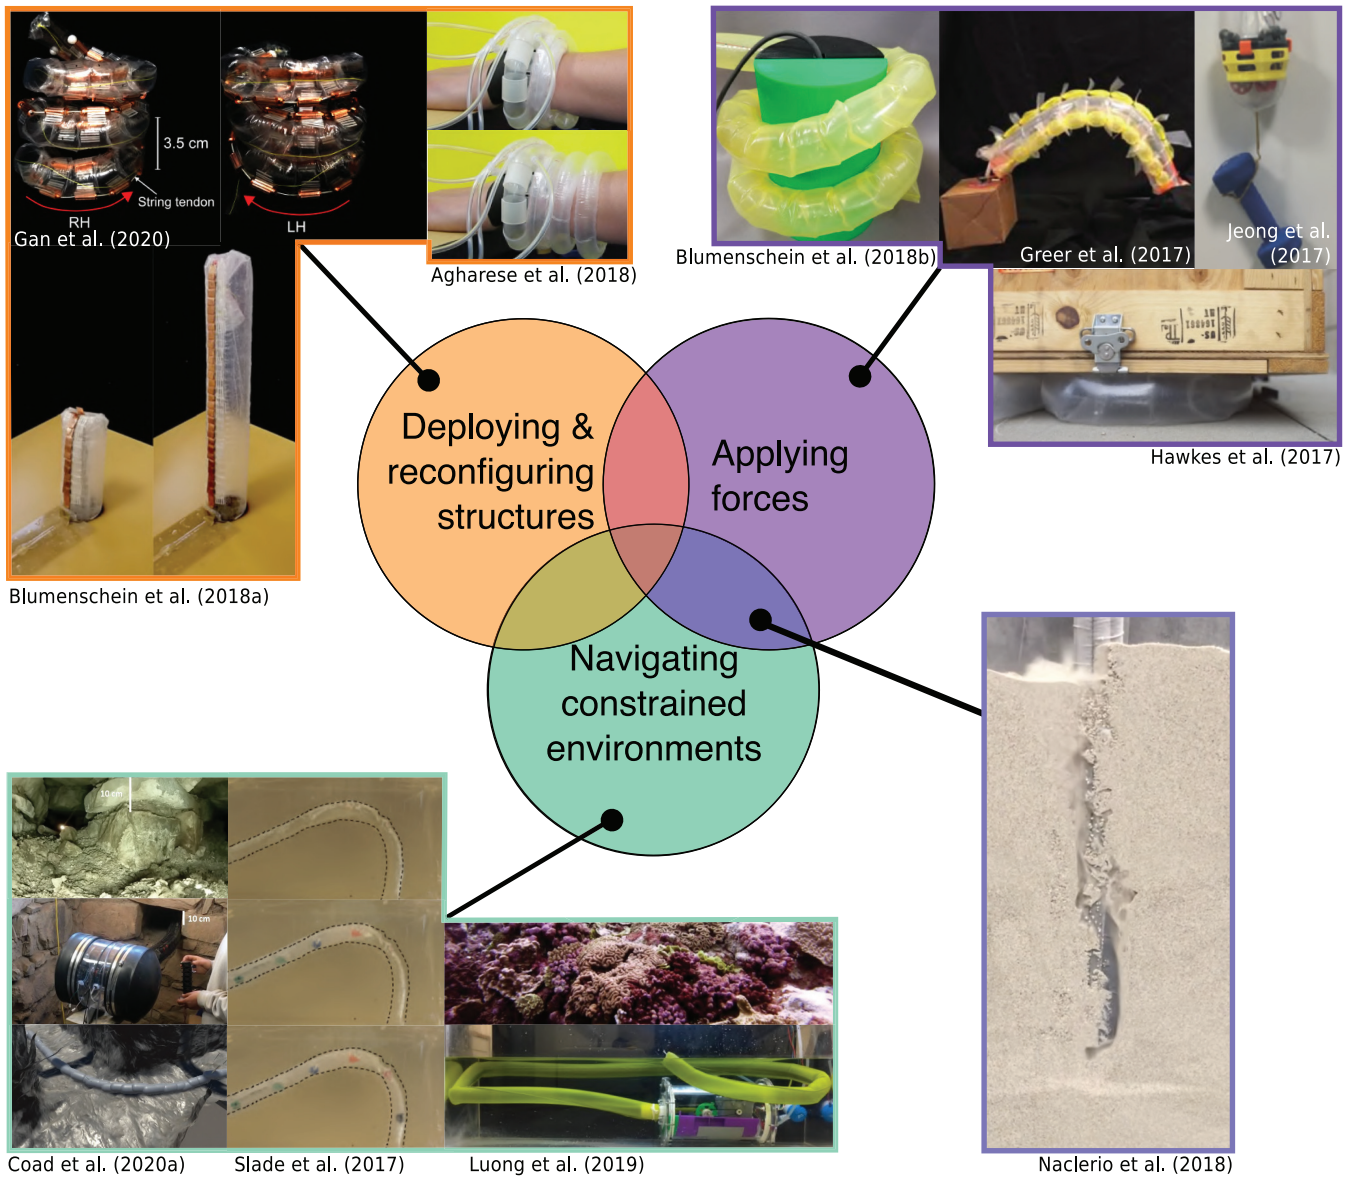 3.5 cm
String tendon
RH
LH
Gan et al. (2020)
Agharese et al. (2018)
Blumenschein et al. (2018a)
Blumenschein et al. (2018b)
Greer et al. (2017)
Jeong et al.
(2017)
Hawkes et al. (2017)
Deploying &
reconfiguring
structures
Applying
forces
Navigating
constrained
environments
10 cm
10 cm
Coad et al. (2020a)
Slade et al. (2017)
Luong et al. (2019)
Naclerio et al. (2018)